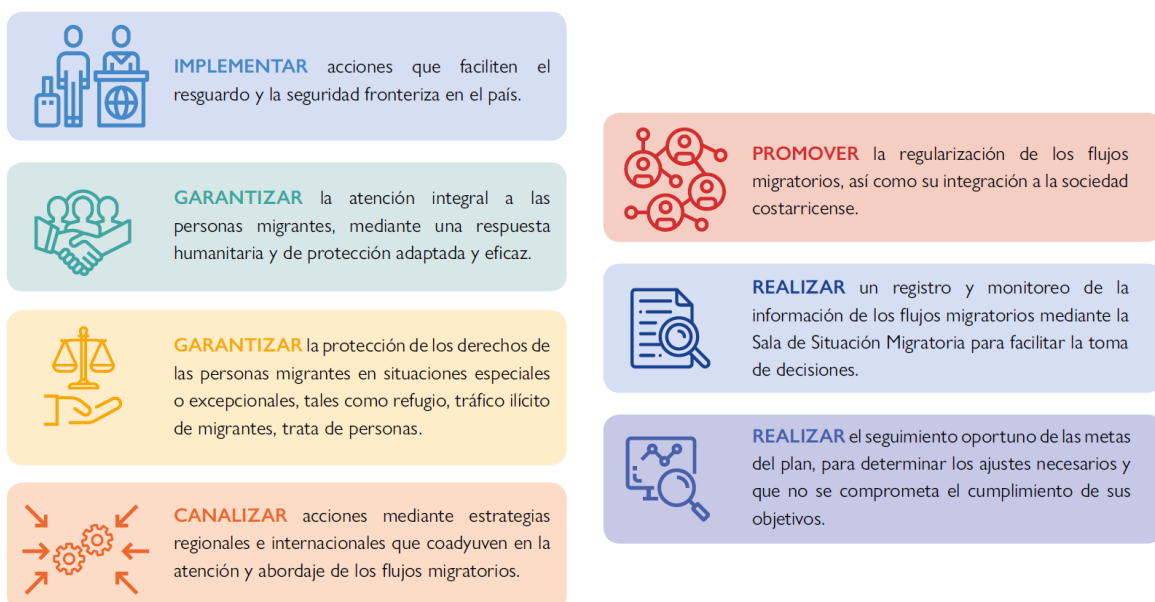 IMPLEMENTAR acciones que faciliten el
resguardo y la seguridad fronteriza en el país.
GARANTIZAR la atención integral a las
personas migrantes, mediante una respuesta
humanitaria y de protección adaptada y eficaz.
GARANTIZAR la protección de los derechos de
las personas migrantes en situaciones especiales
o excepcionales, tales como refugio, tráfico ilícito
de migrantes, trata de personas.
CANALIZAR acciones mediante estrategias
regionales e internacionales que coadyuven en la
atención y abordaje de los flujos migratorios.
PROMOVER la regularización de los flujos
migratorios, así como su integración a la sociedad
costarricense.
REALIZAR un registro y monitoreo de la
información de los flujos migratorios mediante la
Sala de Situación Migratoria para facilitar la toma
de decisiones.
REALIZAR el seguimiento oportuno de las metas
del plan, para determinar los ajustes necesarios y
que no se comprometa el cumplimiento de sus
objetivos.